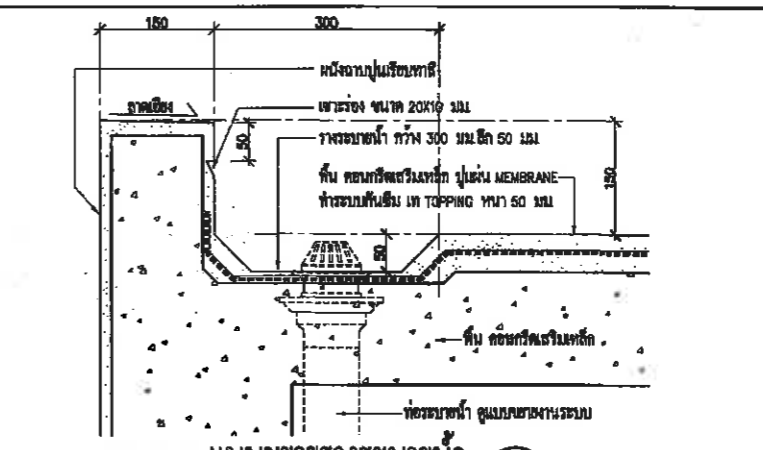 150 300
ผนังฉาบปูนเรียบทาสี
ลาดเอียง
เซาะร่อง ขนาด 20X10 มม.
50
รางระบายน้ำ กว้าง 300 มม.ลึก 50 มม.
150
พื้น คอนกรีตเสริมเหล็ก ปูแผ่น MEMBRANE
ทำระบบกันซึม เท TOPPING หนา 50 มม.
50
พื้น คอนกรีตเสริมเหล็ก
ท่อระบายน้ำ ดูแบบขยายงานระบบ